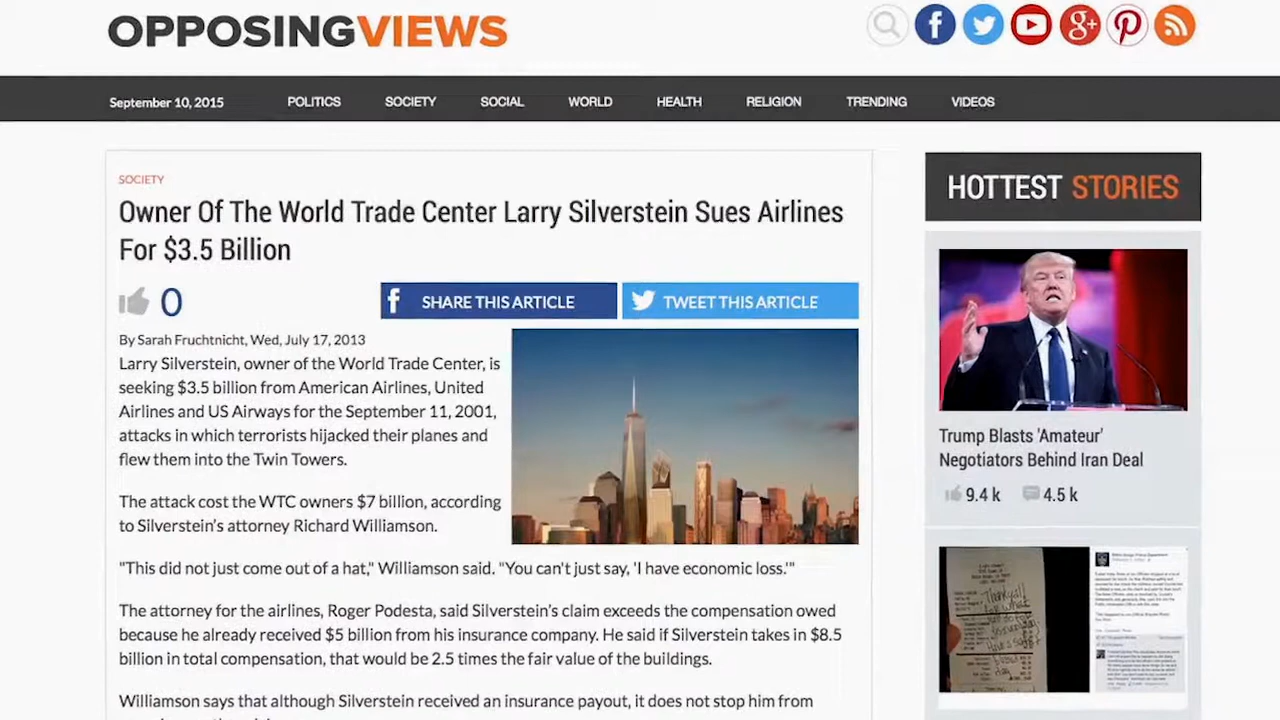 OPPOSINGVIEWS
September 10, 2015 POLITICS SOCIETY SOCIAL WORLD HEALTH RELIGION TRENDING VIDEOS
SOCIETY
Owner Of The World Trade Center Larry Silverstein Sues Airlines
For $3.5 Billion
0
SHARE THIS ARTICLE
TWEET THIS ARTICLE
By Sarah Fruchtnicht, Wed, July 17, 2013
Larry Silverstein, owner of the World Trade Center, is
seeking $3.5 billion from American Airlines, United
Airlines and US Airways for the September 11, 2001,
attacks in which terrorists hijacked their planes and
flew them into the Twin Towers.
The attack cost the WTC owners $7 billion, according
to Silverstein's attorney Richard Williamson.
"This did not just come out of a hat," Williamson said. "You can't just say, 'I have economic loss.'"
The attorney for the airlines, Roger Podesta, said Silverstein's claim exceeds the compensation owed
because he already received $5 billion from his insurance company. He said if Silverstein takes in $8.5
billion in total compensation, that would be two times the fair value of the buildings.
Williamson says that although Silverstein received an insurance payout, it does not stop him from
HOTTEST STORIES
Trump Blasts 'Amateur'
Negotiators Behind Iran Deal
9.4 k 4.5 k